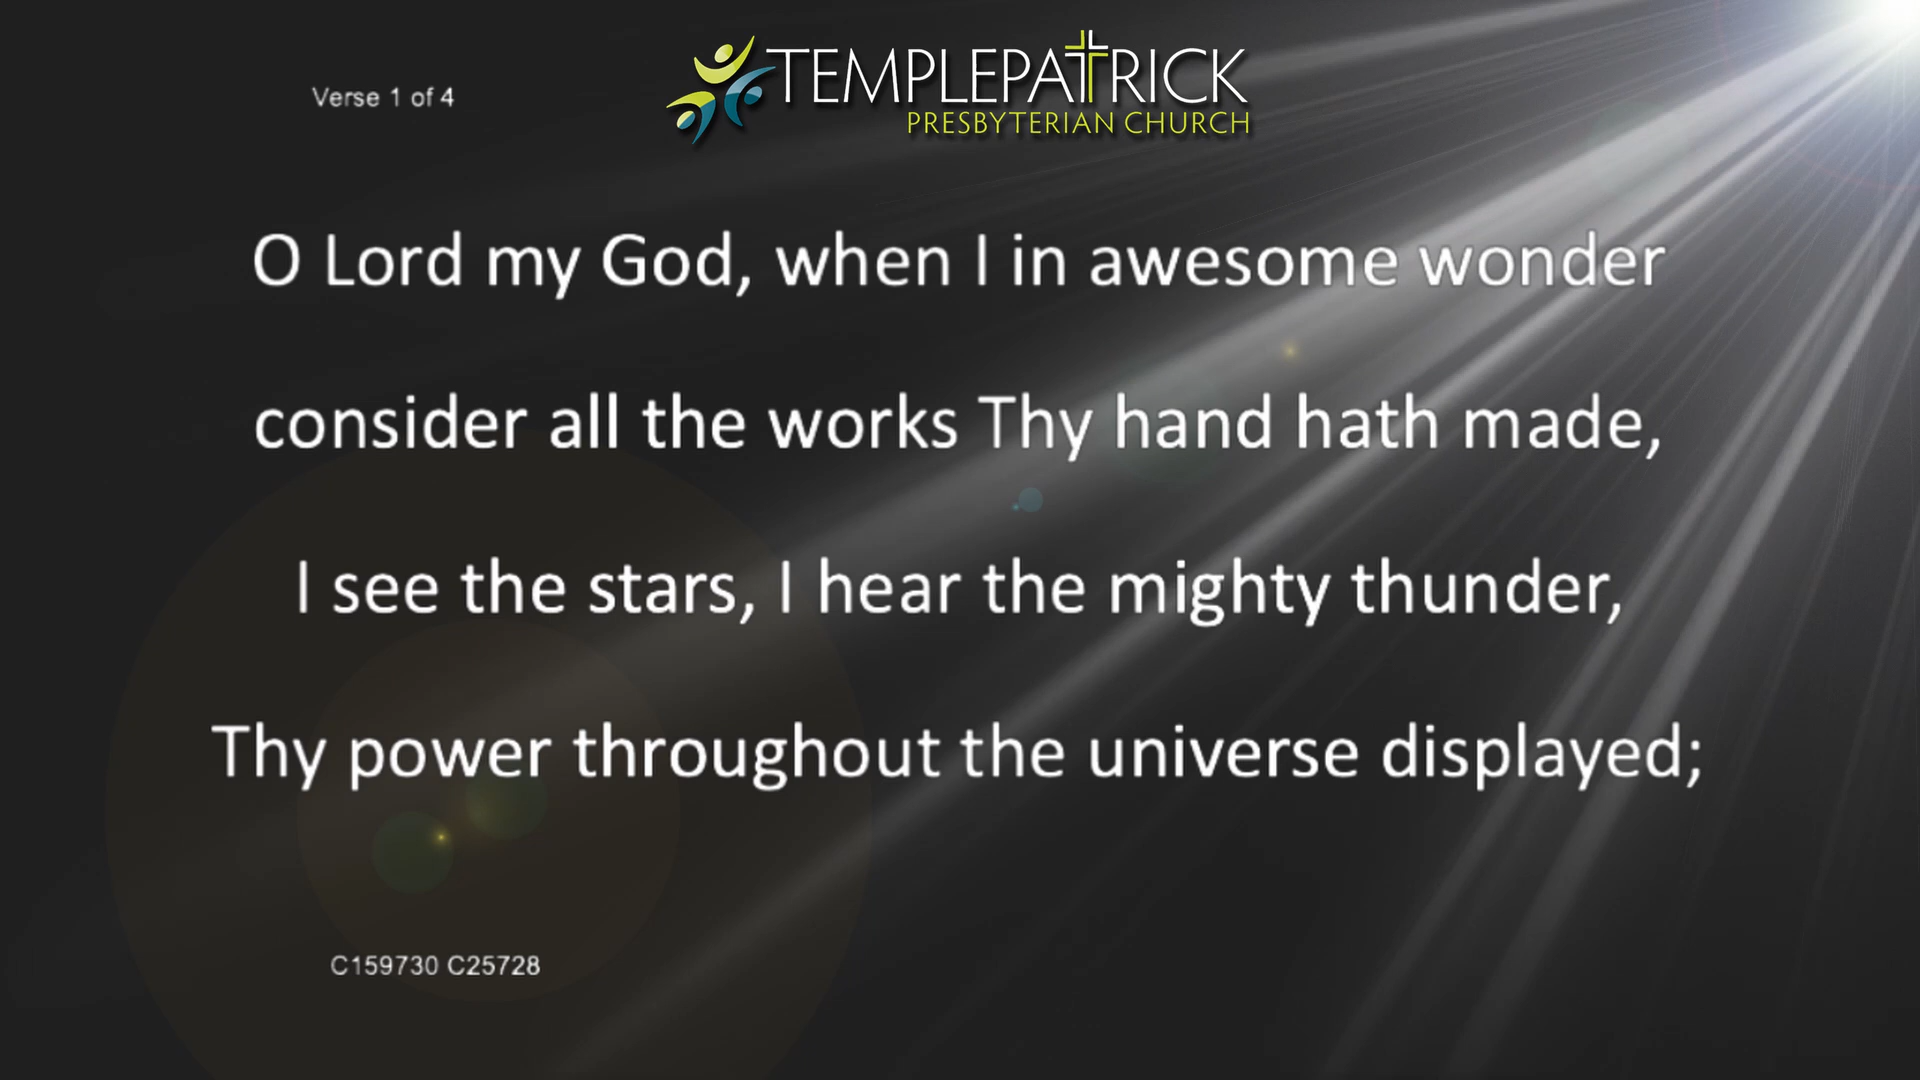 Verse 1 of 4
TEMPLEPATRICK
PRESBYTERIAN CHURCH
O Lord my God, when I in awesome wonder
consider all the works Thy hand hath made,
I see the stars, I hear the mighty thunder,
Thy power throughout the universe displayed;
C159730 C25728